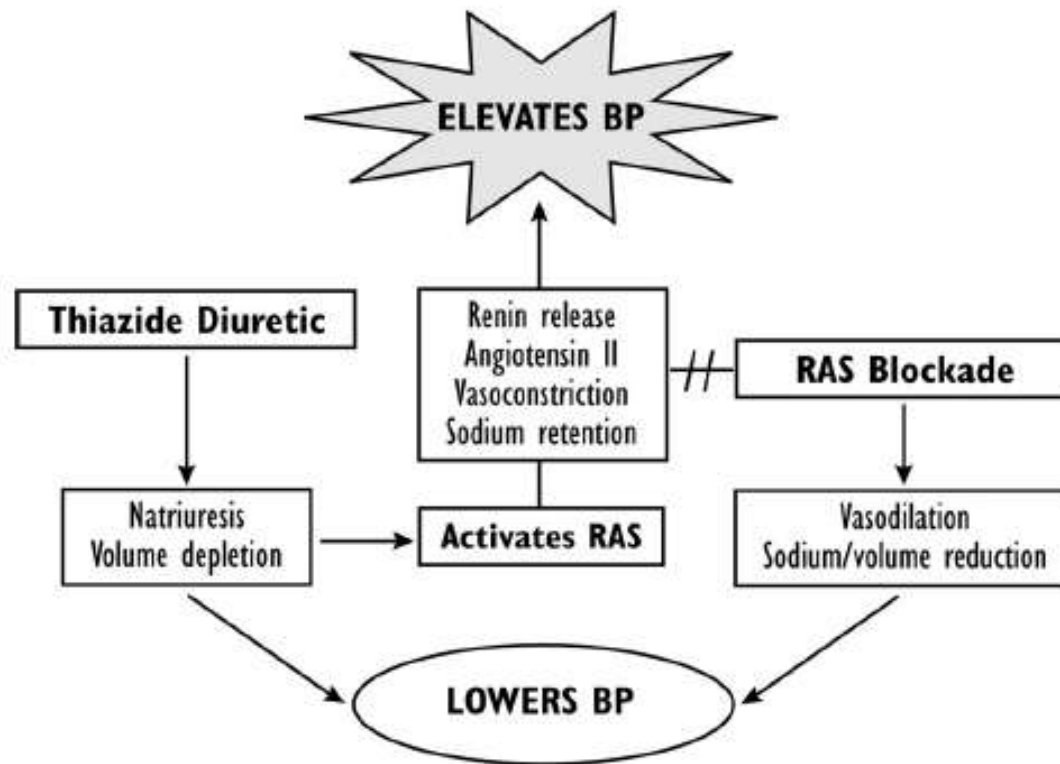 ELEVATES BP
Thiazide Diuretic
Renin release
Angiotensin II
Vasoconstriction
Sodium retention
RAS Blockade
Natriuresis
Volume depletion
Activates RAS
Vasodilation
Sodium/volume reduction
LOWERS BP